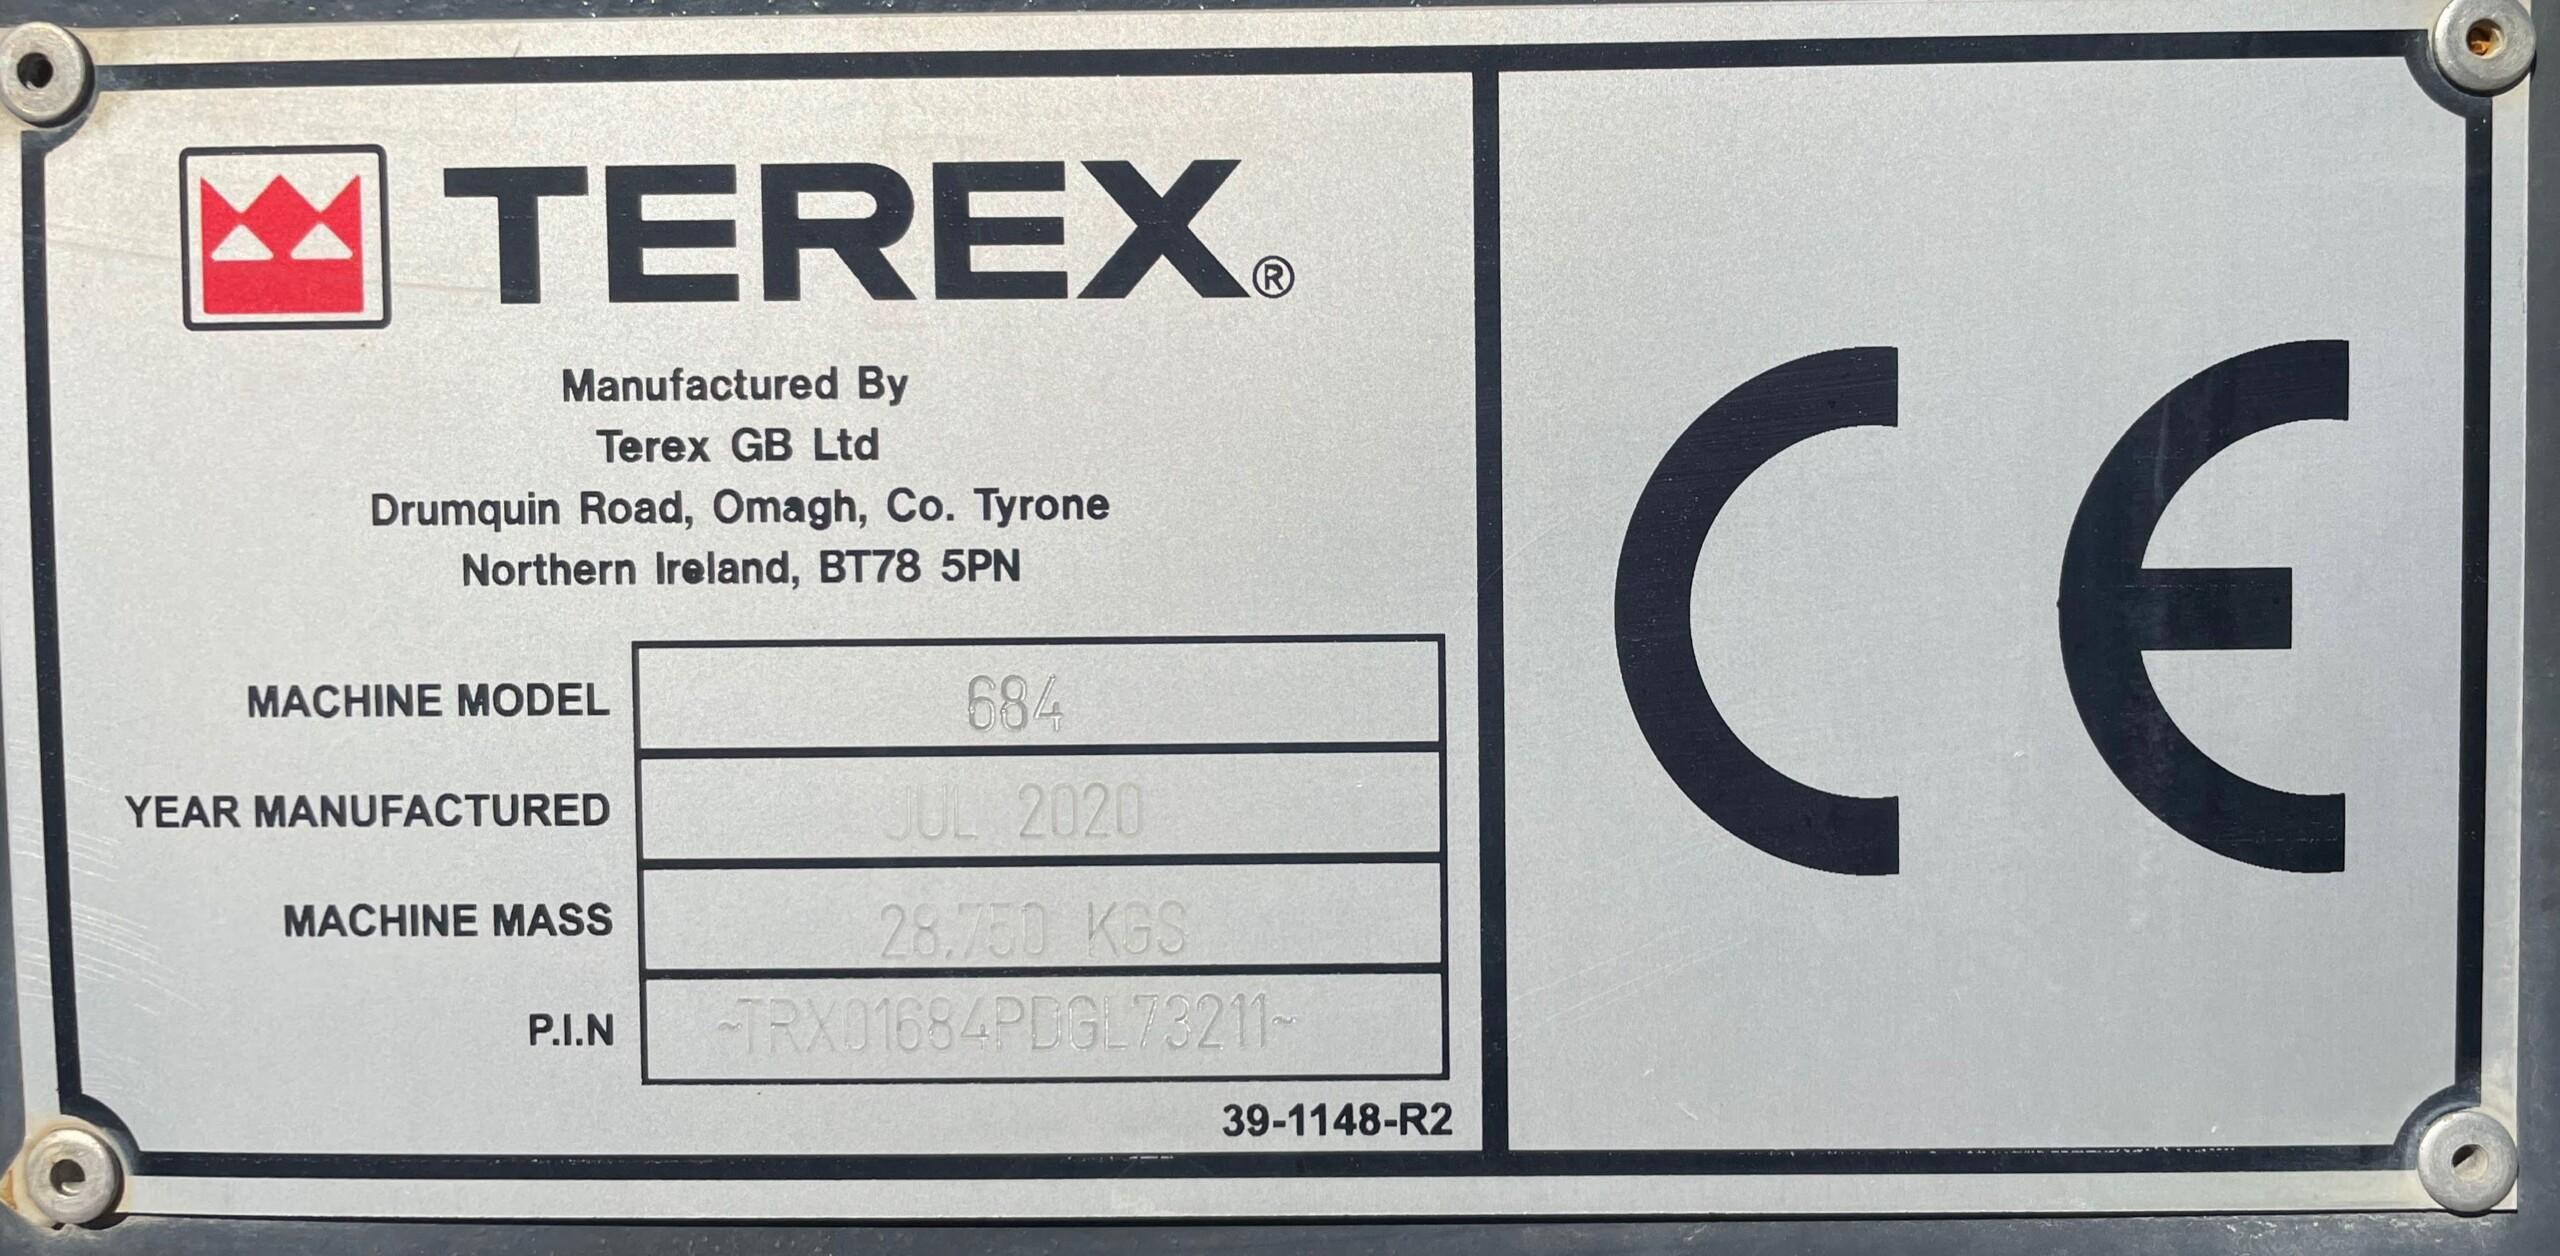 TEREX®
Manufactured By
Terex GB Ltd
Drumquin Road, Omagh, Co. Tyrone
Northern Ireland, BT78 5PN
MACHINE MODEL 684
YEAR MANUFACTURED JUL 2020
MACHINE MASS 28.750 KGS
P.I.N ~TRX01684PDGL73211~
39-1148-R2
CE